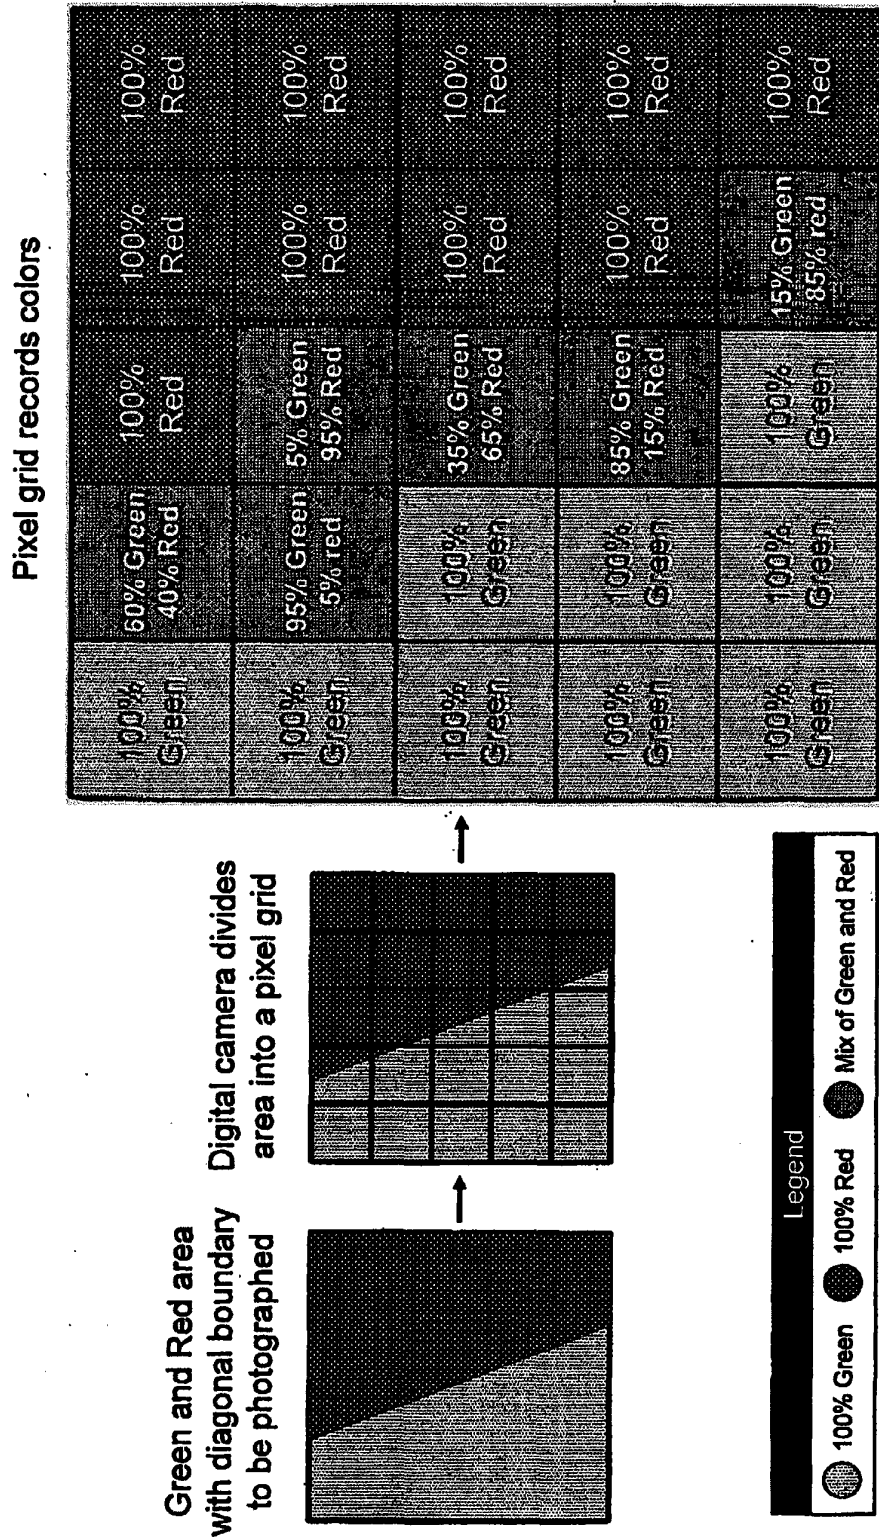 Green and Red area
with diagonal boundary
to be photographed
Digital camera divides
area into a pixel grid
Pixel grid records colors
100%
Green
60% Green
40% Red
100%
Red
100%
Red
100%
Red
100%
Green
95% Green
5% red
5% Green
95% Red
100%
Red
100%
Red
100%
Green
100%
Green
35% Green
65% Red
100%
Red
100%
Red
100%
Green
100%
Green
85% Green
15% Red
100%
Red
100%
Red
100%
Green
100%
Green
100%
Green
15% Green
85% red
100%
Red
Legend
100% Green
100% Red
Mix of Green and Red